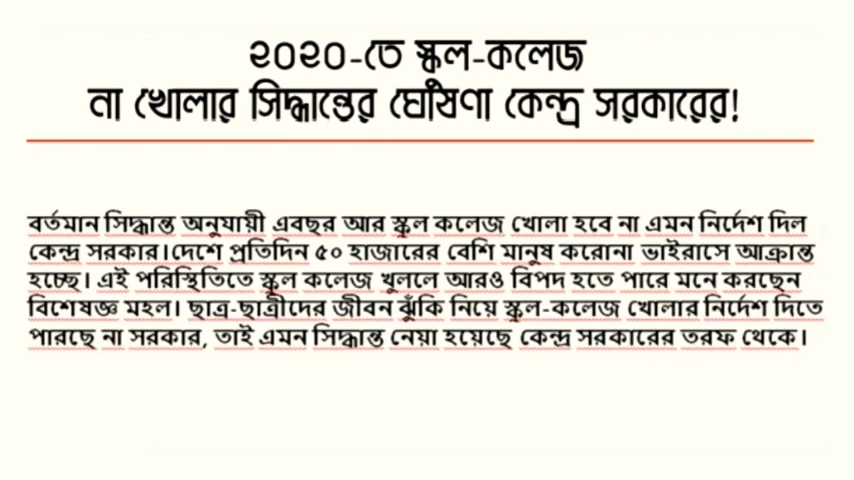 ২০২০-তে স্কুল-কলেজ
না খোলার সিদ্ধান্তের ঘোষণা কেন্দ্র সরকারের!
বর্তমান সিদ্ধান্ত অনুযায়ী এবছর আর স্কুল কলেজ খোলা হবে না এমন নির্দেশ দিল
কেন্দ্র সরকার।দেশে প্রতিদিন ৫০ হাজারের বেশি মানুষ করোনা ভাইরাসে আক্রান্ত
হচ্ছে। এই পরিস্থিতিতে স্কুল কলেজ খুললে আরও বিপদ হতে পারে মনে করছেন
বিশেষজ্ঞ মহল। ছাত্র-ছাত্রীদের জীবন ঝুঁকি নিয়ে স্কুল-কলেজ খোলার নির্দেশ দিতে
পারছে না সরকার, তাই এমন সিদ্ধান্ত নেয়া হয়েছে কেন্দ্র সরকারের তরফ থেকে।